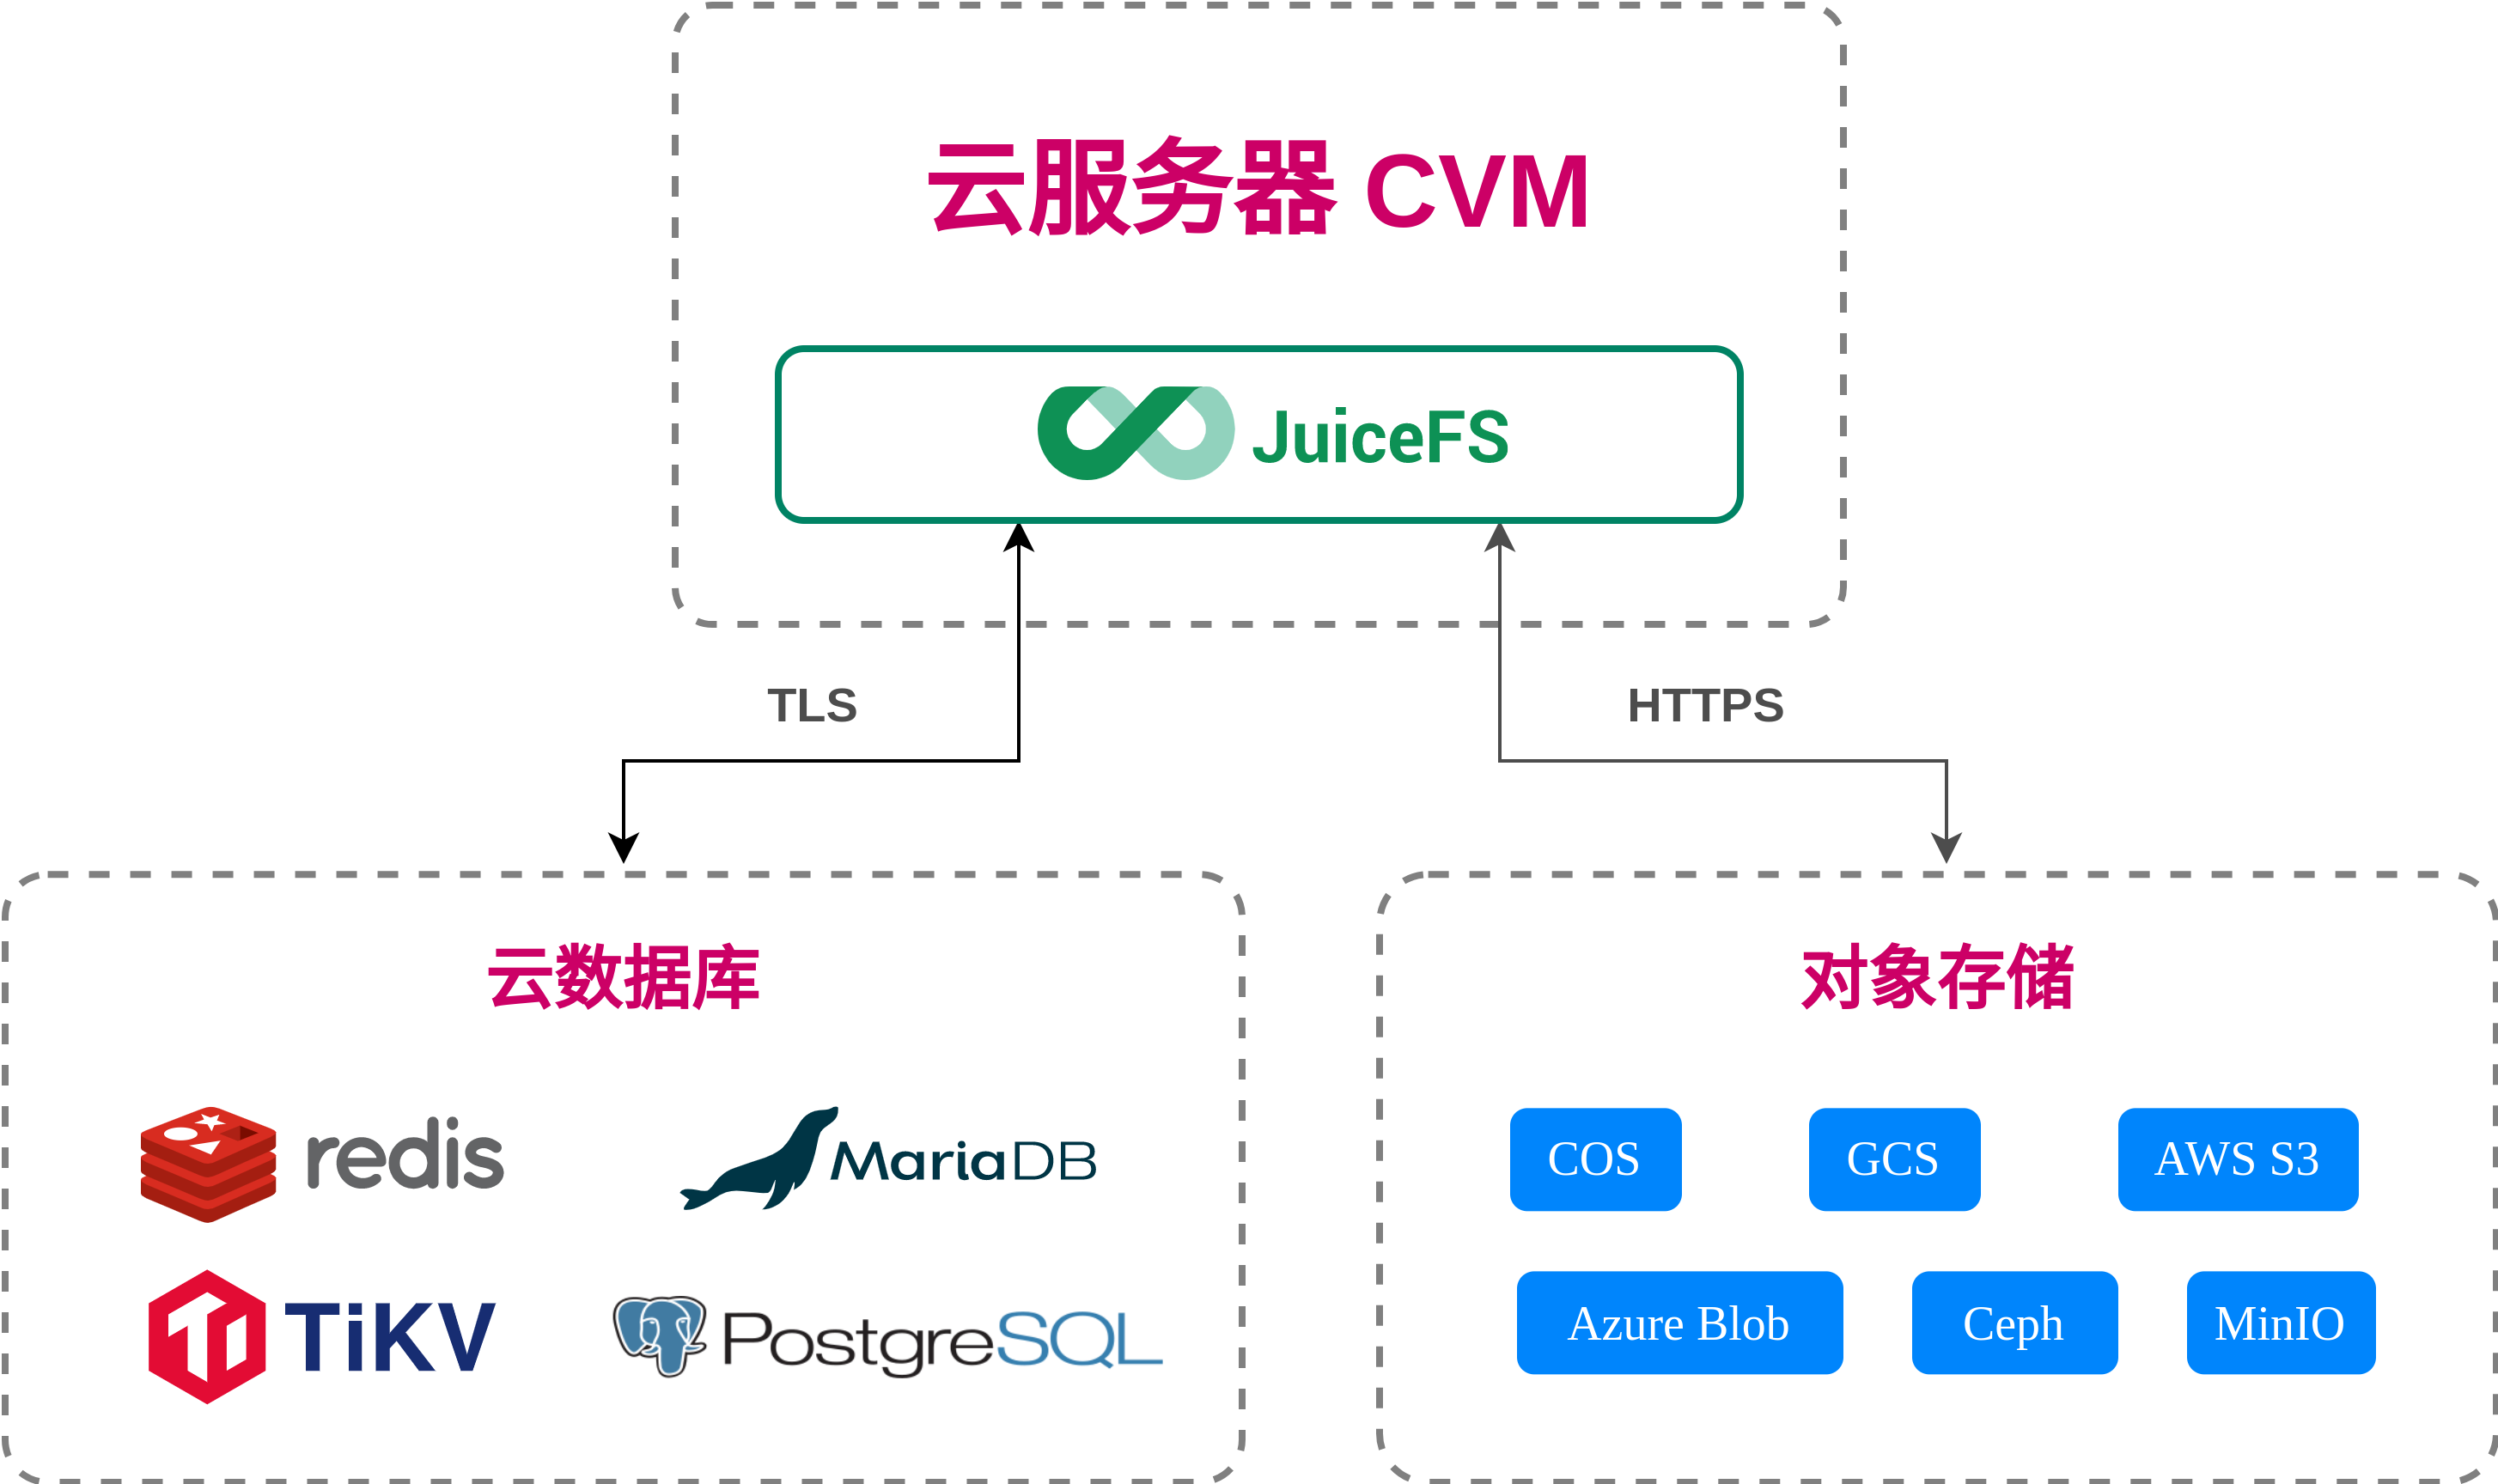 云服务器 CVM
JuiceFS
TLS
HTTPS
云数据库
redis
MariaDB
TiKV
PostgreSQL
对象存储
COS
GCS
AWS S3
Azure Blob
Ceph
MinIO